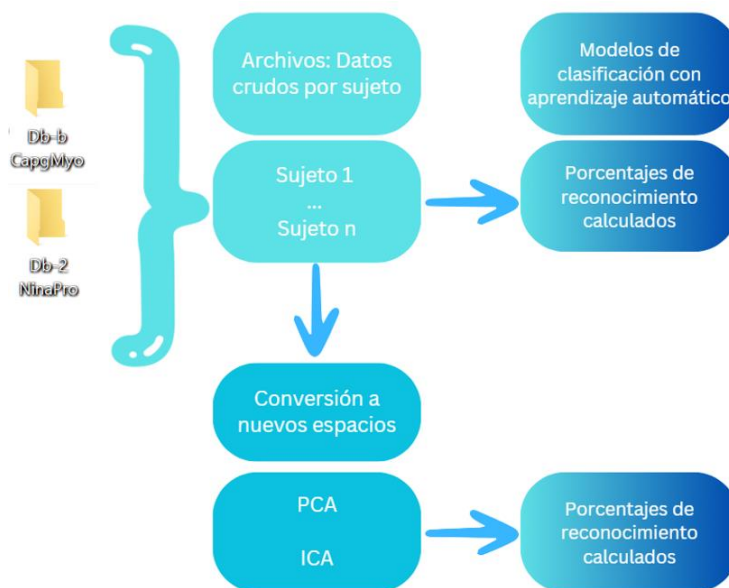 Db-b
CapgMyo
Db-2
NinaPro
Archivos: Datos
crudos por sujeto
Modelos de
clasificación con
aprendizaje automático
Sujeto 1
...
Sujeto n
Porcentajes de
reconocimiento
calculados
Conversión a
nuevos espacios
PCA
ICA
Porcentajes de
reconocimiento
calculados